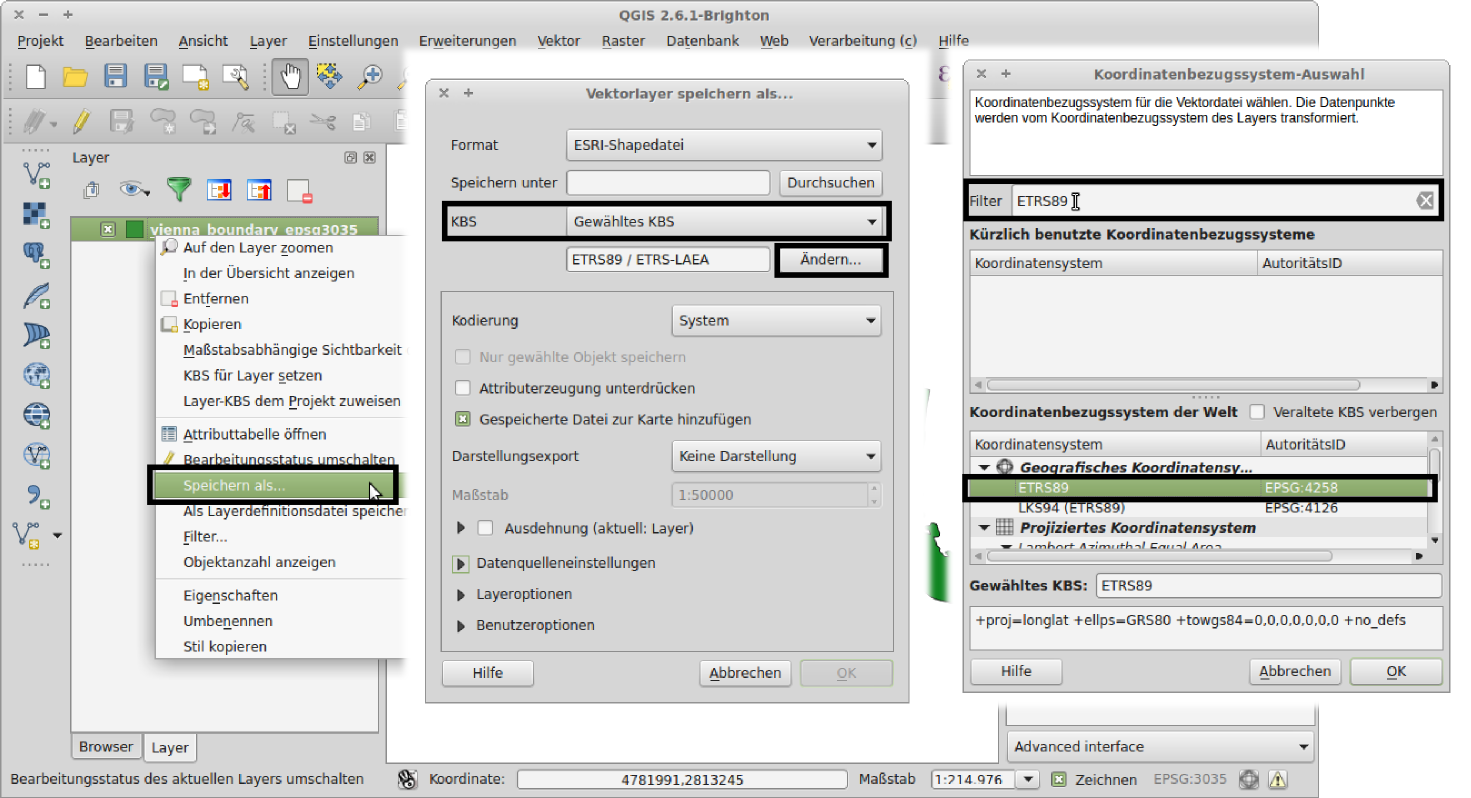 QGIS 2.6.1-Brighton
Projekt Bearbeiten Ansicht Layer Einstellungen Erweiterungen Vektor Raster Datenbank Web Verarbeitung (c) Hilfe
Layer
vienna_boundary_epsg3035
Auf den Layer zoomen
In der Übersicht anzeigen
Entfernen
Kopieren
Maßstabsabhängige Sichtbarkeit
KBS für Layer setzen
Layer-KBS dem Projekt zuweisen
Attributtabelle öffnen
Bearbeitungsstatus umschalten
Speichern als...
Als Layerdefinitionsdatei speicher
Filter...
Objektanzahl anzeigen
Eigenschaften
Umbenennen
Stil kopieren
Browser Layer
Vektorlayer speichern als...
Format ESRI-Shapedatei
Speichern unter Durchsuchen
KBS Gewähltes KBS
ETRS89 / ETRS-LAEA Ändern...
Kodierung System
Nur gewählte Objekt speichern
Attributerzeugung unterdrücken
Gespeicherte Datei zur Karte hinzufügen
Darstellungsexport Keine Darstellung
Maßstab 1:50000
Ausdehnung (aktuell: Layer)
Datenquelleneinstellungen
Layeroptionen
Benutzeroptionen
Hilfe Abbrechen OK
Koordinatenbezugssystem-Auswahl
Koordinatenbezugssystem für die Vektordatei wählen. Die Datenpunkte
werden vom Koordinatenbezugssystem des Layers transformiert.
Filter ETRS89
Kürzlich benutzte Koordinatenbezugssysteme
Koordinatensystem AutoritätsID
Koordinatenbezugssystem der Welt Veraltete KBS verbergen
Koordinatensystem AutoritätsID
Geografisches Koordinatensy...
ETRS89 EPSG:4258
LKS94 (ETRS89) EPSG:4126
Projiziertes Koordinatensystem
Lambert Azimuthal Equal Area
Gewähltes KBS: ETRS89
+proj=longlat +ellps=GRS80 +towgs84=0,0,0,0,0,0,0 +no_defs
Hilfe Abbrechen OK
Advanced interface
Bearbeitungsstatus des aktuellen Layers umschalten Koordinate: 4781991,2813245 Maßstab 1:214.976 Zeichnen EPSG:3035